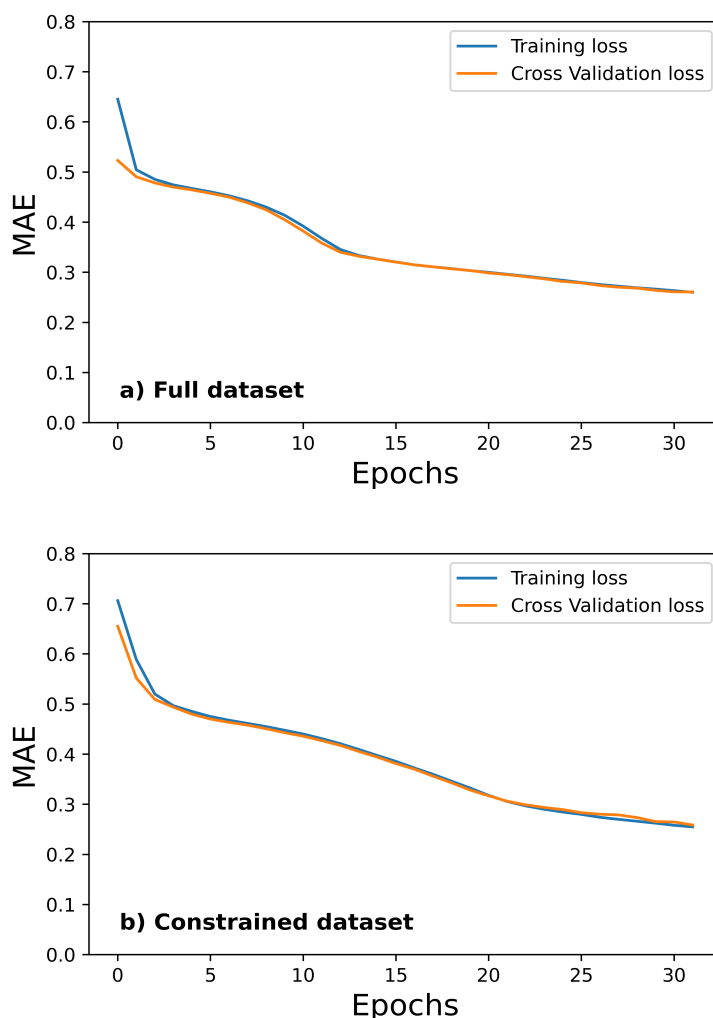 0.8
0.7
0.6
0.5
0.4
0.3
0.2
0.1
0.0
MAE
Training loss
Cross Validation loss
a) Full dataset
0 5 10 15 20 25 30
Epochs
0.8
0.7
0.6
0.5
0.4
0.3
0.2
0.1
0.0
MAE
Training loss
Cross Validation loss
b) Constrained dataset
0 5 10 15 20 25 30
Epochs